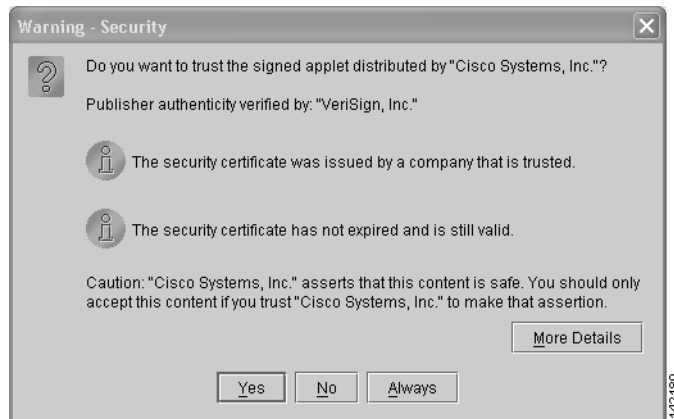 Warning - Security
Do you want to trust the signed applet distributed by "Cisco Systems, Inc."?
Publisher authenticity verified by: "VeriSign, Inc."
The security certificate was issued by a company that is trusted.
The security certificate has not expired and is still valid.
Caution: "Cisco Systems, Inc." asserts that this content is safe. You should only
accept this content if you trust "Cisco Systems, Inc." to make that assertion.
More Details
Yes No Always